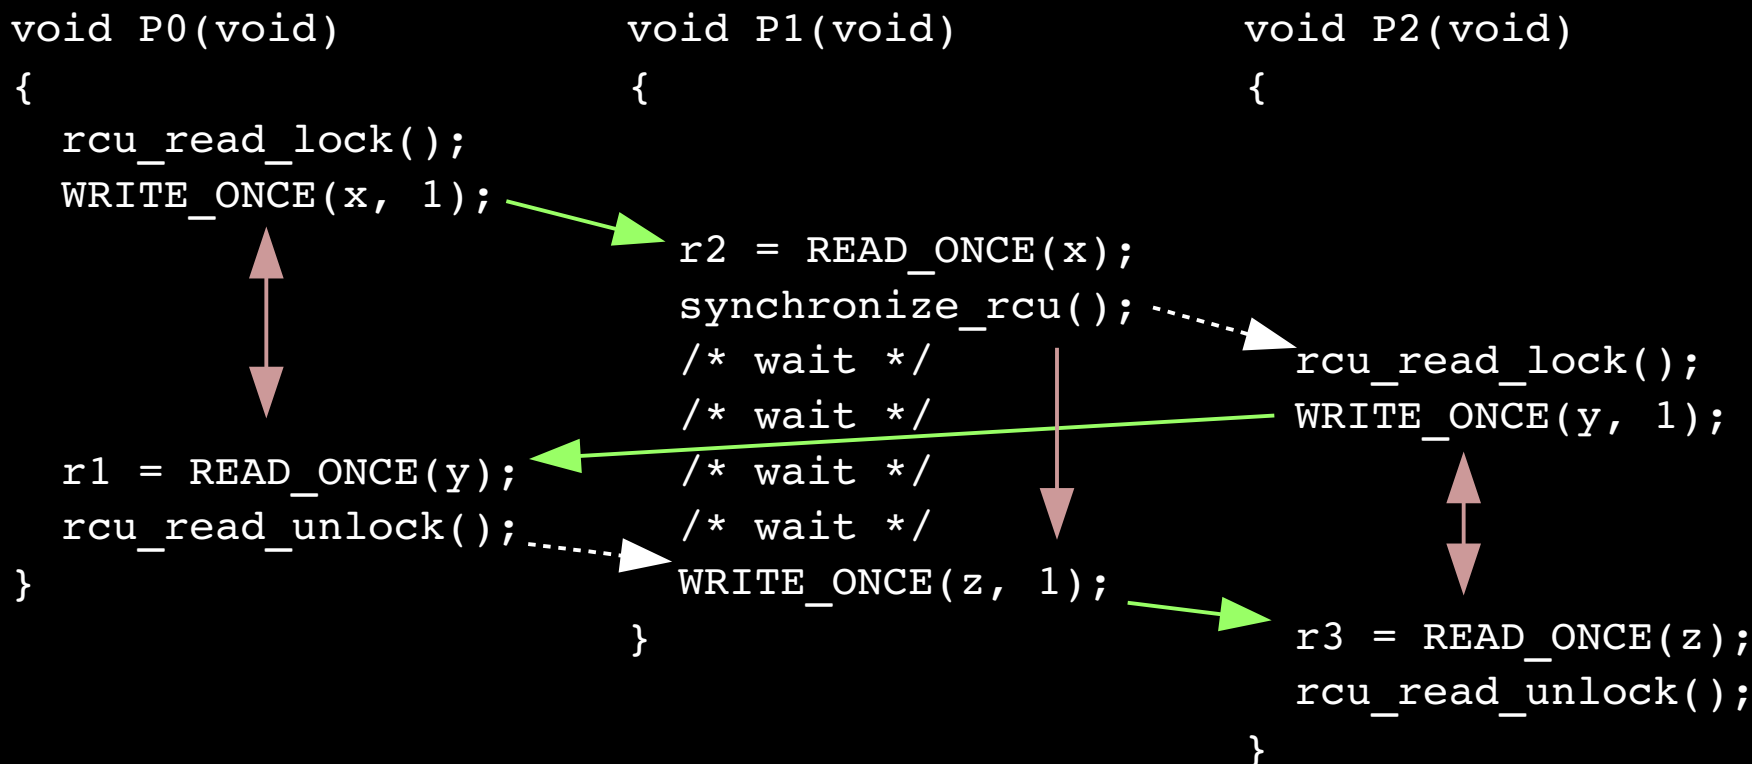 void P0(void)
{
rcu_read_lock();
WRITE_ONCE(x, 1);
r1 = READ_ONCE(y);
rcu_read_unlock();
}
void P1(void)
{
r2 = READ_ONCE(x);
synchronize_rcu();
/* wait */
/* wait */
/* wait */
/* wait */
WRITE_ONCE(z, 1);
}
void P2(void)
{
rcu_read_lock();
WRITE_ONCE(y, 1);
r3 = READ_ONCE(z);
rcu_read_unlock();
}